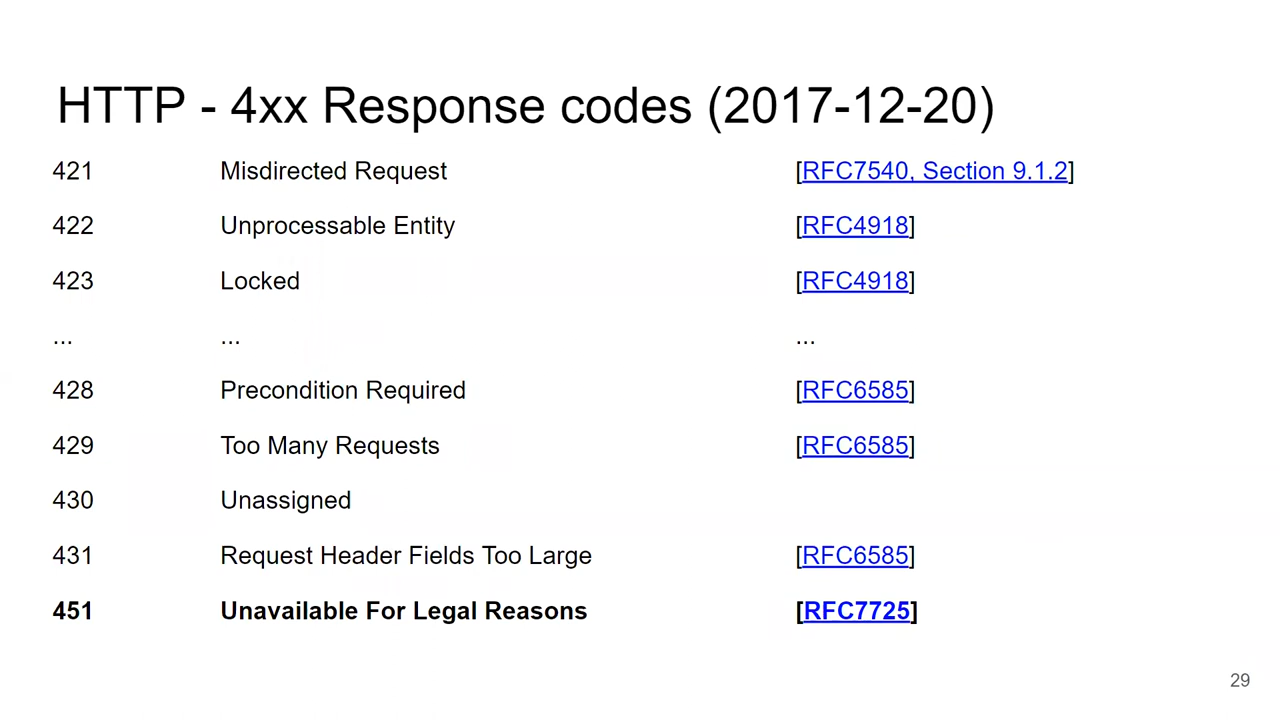 HTTP - 4xx Response codes (2017-12-20)
421 Misdirected Request [RFC7540, Section 9.1.2]
422 Unprocessable Entity [RFC4918]
423 Locked [RFC4918]
... ... ...
428 Precondition Required [RFC6585]
429 Too Many Requests [RFC6585]
430 Unassigned
431 Request Header Fields Too Large [RFC6585]
451 Unavailable For Legal Reasons [RFC7725]
29